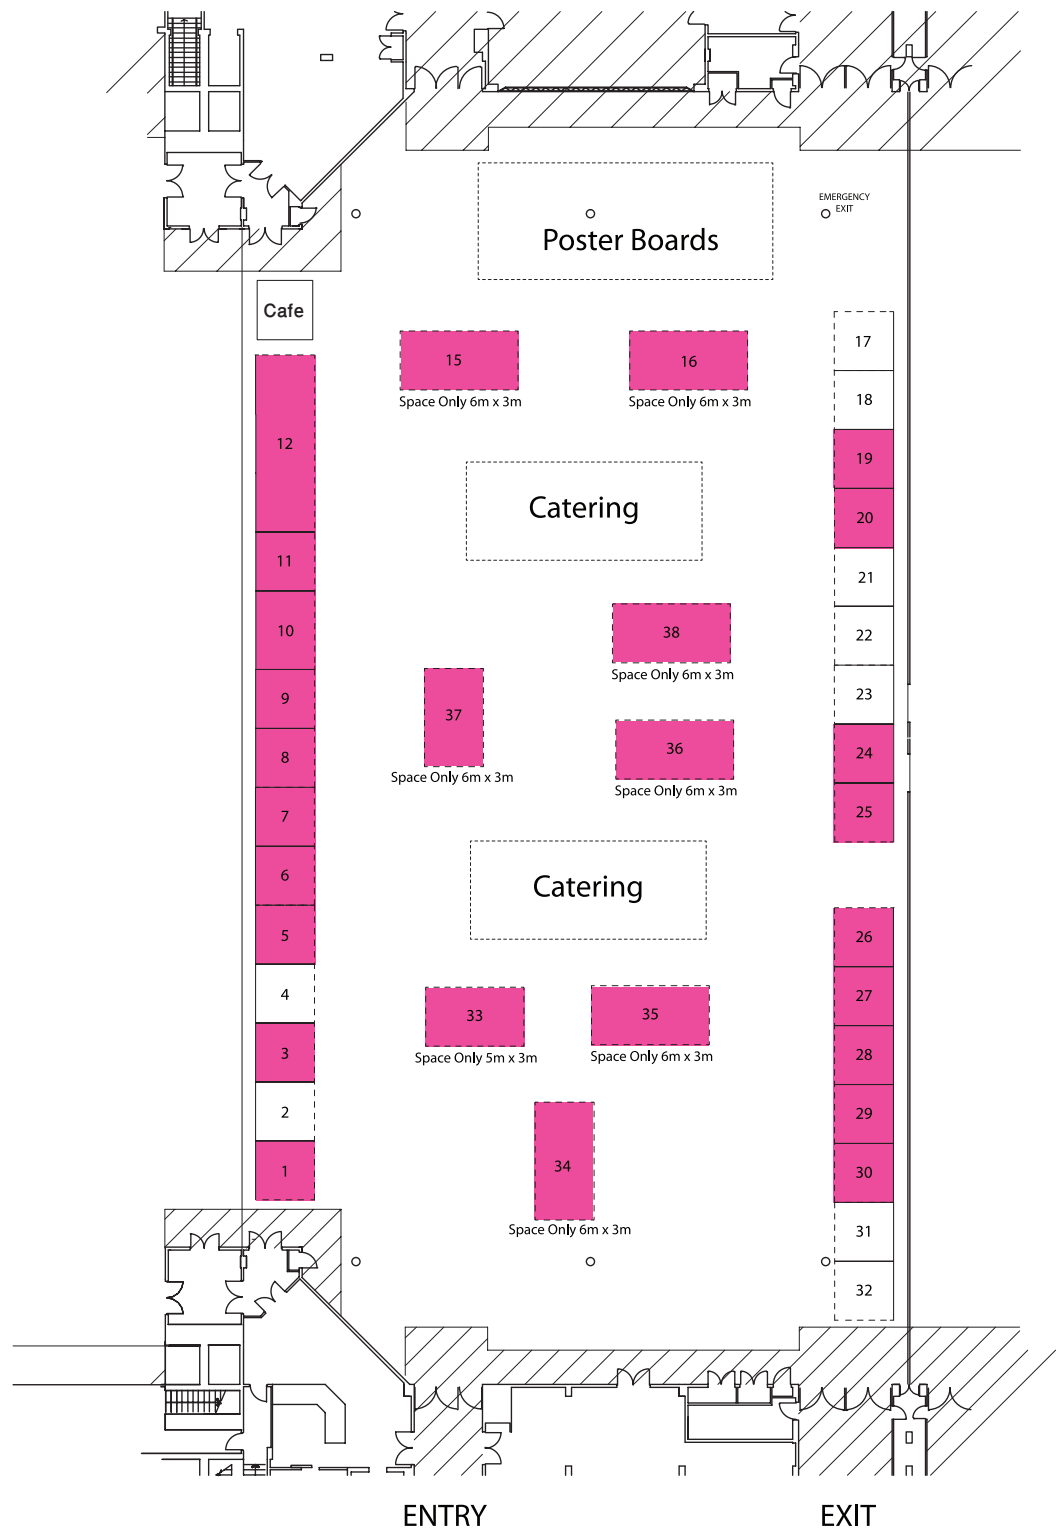 EMERGENCY
EXIT
Poster Boards
Cafe
15
Space Only 6m x 3m
16
Space Only 6m x 3m
17
18
19
20
21
22
23
24
25
12
11
10
9
8
7
6
5
4
3
2
1
Catering
38
Space Only 6m x 3m
37
Space Only 6m x 3m
36
Space Only 6m x 3m
Catering
26
27
28
29
30
31
32
33
Space Only 5m x 3m
35
Space Only 6m x 3m
34
Space Only 6m x 3m
ENTRY
EXIT